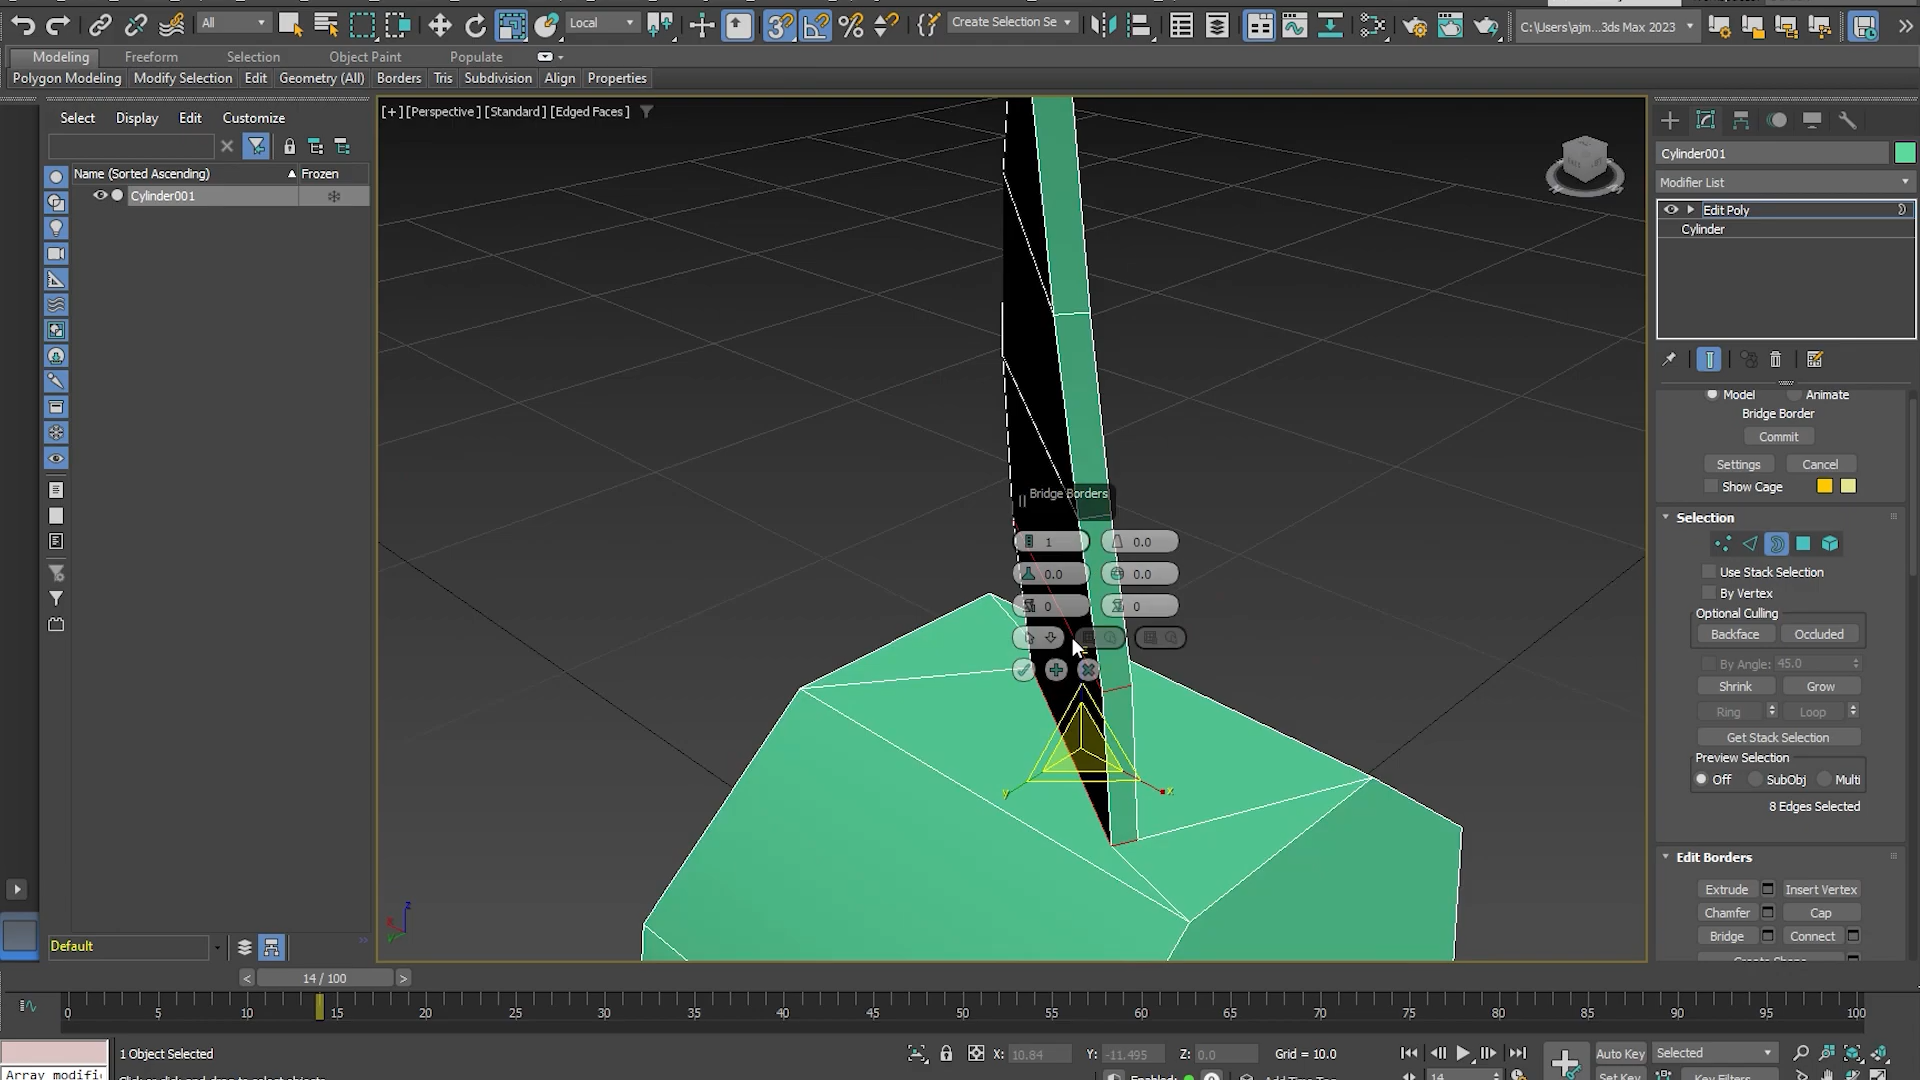 All
Local
Create Selection Se
C:\Users\ajm...3ds Max 2023
Modeling Freeform Selection Object Paint Populate
Polygon Modeling Modify Selection Edit Geometry (All) Borders Tris Subdivision Align Properties
Select Display Edit Customize
[+] [Perspective] [Standard] [Edged Faces]
Name (Sorted Ascending) Frozen
Cylinder001
Cylinder001
Modifier List
Edit Poly
Cylinder
Model Animate
Bridge Border
Commit
Settings Cancel
Show Cage
Selection
Use Stack Selection
By Vertex
Optional Culling
Backface Occluded
By Angle: 45.0
Shrink Grow
Ring Loop
Get Stack Selection
Preview Selection
Off SubObj Multi
8 Edges Selected
Edit Borders
Extrude Insert Vertex
Chamfer Cap
Bridge Connect
Bridge Borders
1 0.0
0.0 0.0
0 0
y x
z
Default
< 14 / 100 >
0 5 10 15 20 25 30 35 40 45 50 55 60 65 70 75 80 85 90 95 100
1 Object Selected
X: 10.84 Y: -11.495 Z: 0.0 Grid = 10.0
Auto Key Selected
Array modifi
14